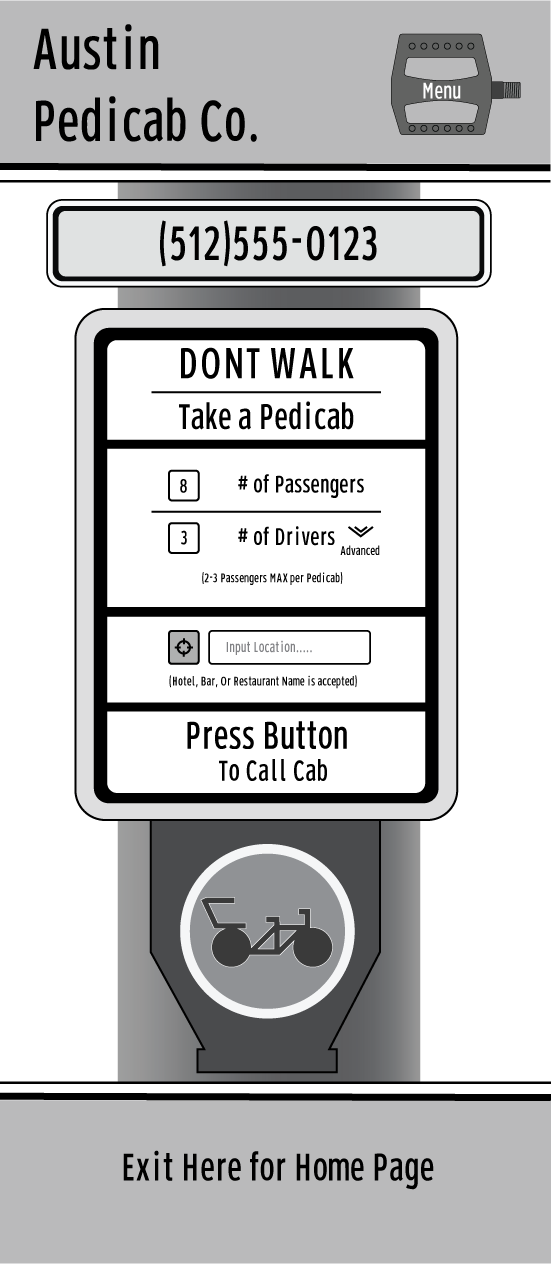 Austin
Pedicab Co.
Menu
(512)555-0123
DONT WALK
Take a Pedicab
8 # of Passengers
3 # of Drivers
Advanced
(2-3 Passengers MAX per Pedicab)
Input Location.....
(Hotel, Bar, Or Restaurant Name is accepted)
Press Button
To Call Cab
Exit Here for Home Page